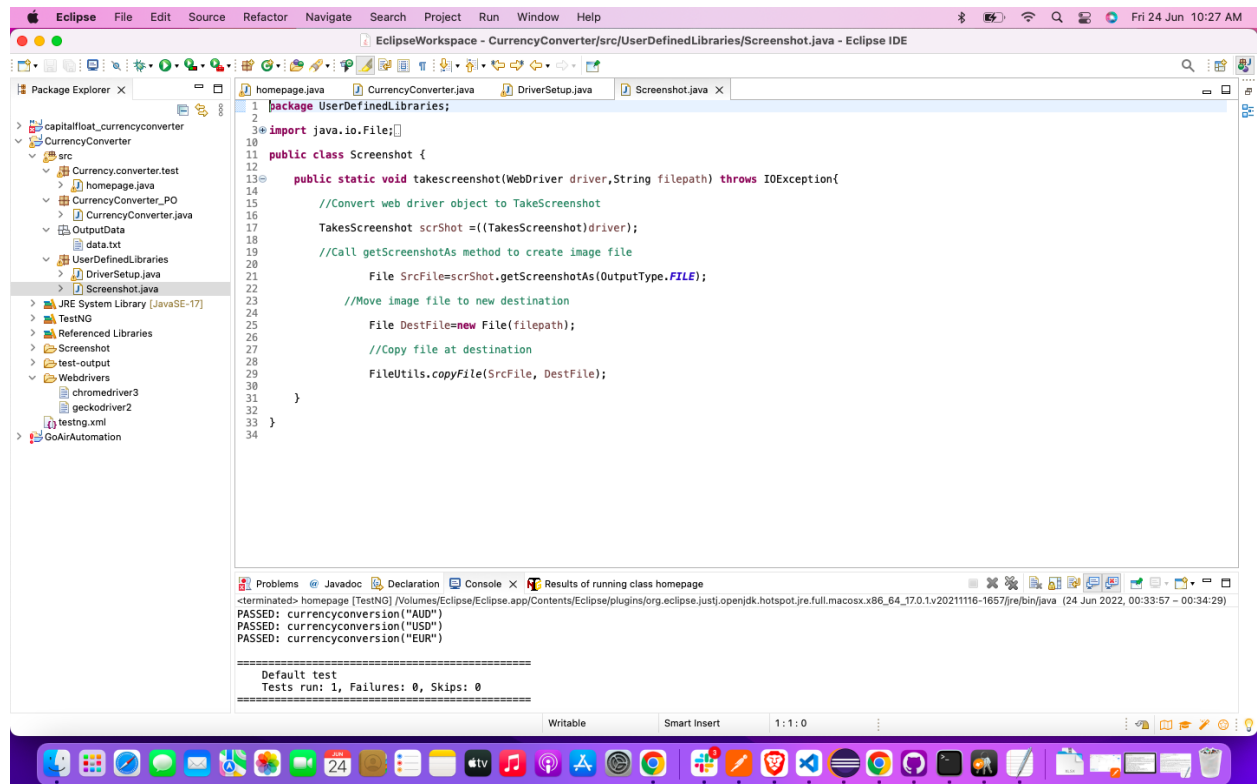 Eclipse File Edit Source Refactor Navigate Search Project Run Window Help Fri 24 Jun 10:27 AM
EclipseWorkspace - CurrencyConverter/src/UserDefinedLibraries/Screenshot.java - Eclipse IDE
Package Explorer
capitalfloat_currencyconverter
CurrencyConverter
src
Currency.converter.test
homepage.java
CurrencyConverter_PO
CurrencyConverter.java
OutputData
data.txt
UserDefinedLibraries
DriverSetup.java
Screenshot.java
JRE System Library [JavaSE-17]
TestNG
Referenced Libraries
Screenshot
test-output
Webdrivers
chromedriver3
geckodriver2
testng.xml
GoAirAutomation
homepage.java CurrencyConverter.java DriverSetup.java Screenshot.java
1 package UserDefinedLibraries;
2
3 import java.io.File;
10
11 public class Screenshot {
12
13 public static void takescreenshot(WebDriver driver,String filepath) throws IOException{
14
15 //Convert web driver object to TakeScreenshot
16
17 TakesScreenshot scrShot =((TakesScreenshot)driver);
18
19 //Call getScreenshotAs method to create image file
20
21 File SrcFile=scrShot.getScreenshotAs(OutputType.FILE);
22
23 //Move image file to new destination
24
25 File DestFile=new File(filepath);
26
27 //Copy file at destination
28
29 FileUtils.copyFile(SrcFile, DestFile);
30
31 }
32
33 }
34
Problems Javadoc Declaration Console Results of running class homepage
<terminated> homepage [TestNG] /Volumes/Eclipse/Eclipse.app/Contents/Eclipse/plugins/org.eclipse.justj.openjdk.hotspot.jre.full.macosx.x86_64_17.0.1.v20211116-1657/jre/bin/java (24 Jun 2022, 00:33:57 – 00:34:29)
PASSED: currencyconversion("AUD")
PASSED: currencyconversion("USD")
PASSED: currencyconversion("EUR")
===============================================
Default test
Tests run: 1, Failures: 0, Skips: 0
===============================================
Writable Smart Insert 1 : 1 : 0
JUN
24
tv
3